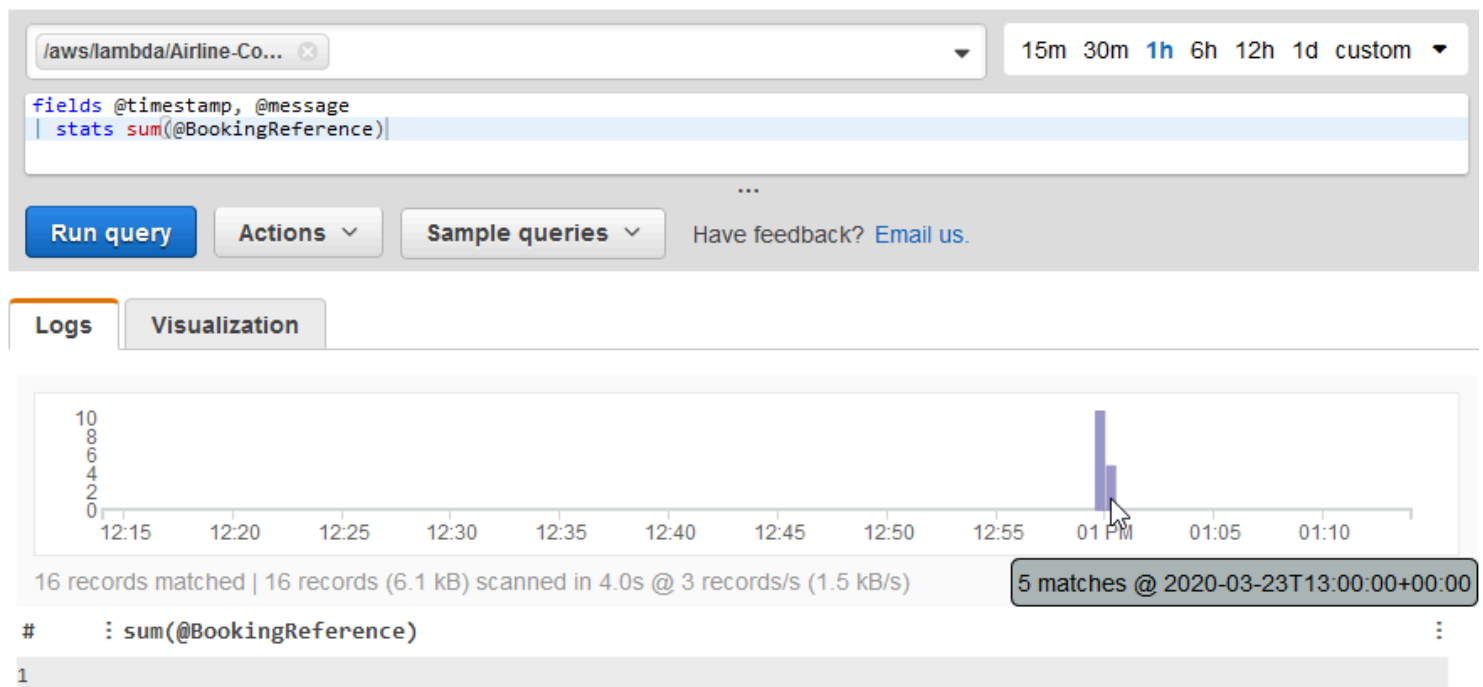 /aws/lambda/Airline-Co...
15m 30m 1h 6h 12h 1d custom
fields @timestamp, @message
| stats sum(@BookingReference)
...
Run query Actions Sample queries Have feedback? Email us.
Logs Visualization
10
8
6
4
2
0
12:15 12:20 12:25 12:30 12:35 12:40 12:45 12:50 12:55 01 PM 01:05 01:10
16 records matched | 16 records (6.1 kB) scanned in 4.0s @ 3 records/s (1.5 kB/s)
5 matches @ 2020-03-23T13:00:00+00:00
# : sum(@BookingReference)
1